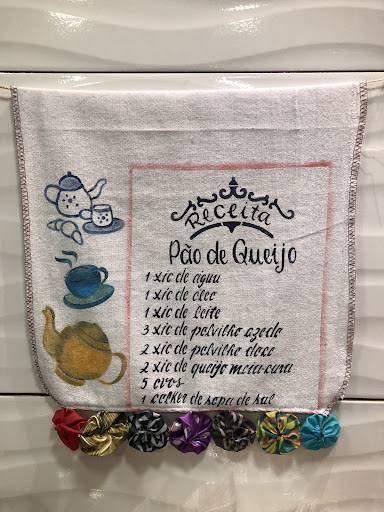 Receita
Pão de Queijo
1 xíc de água
1 xíc de óleo
1 xíc de leite
3 xíc de polvilho azedo
2 xíc de polvilho doce
2 xíc de queijo meia cura
5 ovos
1 colher de sopa de sal